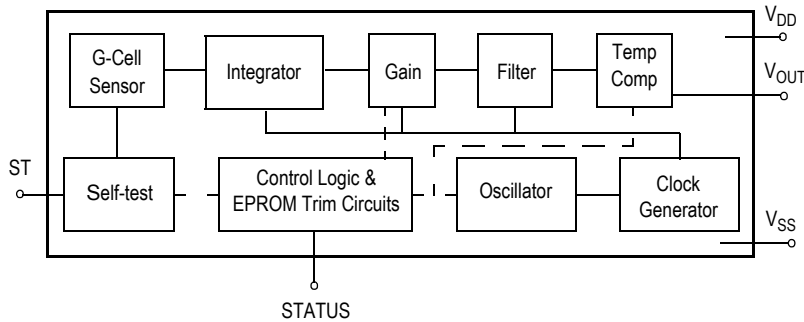 V_DD
G-Cell
Sensor
Integrator
Gain
Filter
Temp
Comp
V_OUT
ST
Self-test
Control Logic &
EPROM Trim Circuits
Oscillator
Clock
Generator
V_SS
STATUS